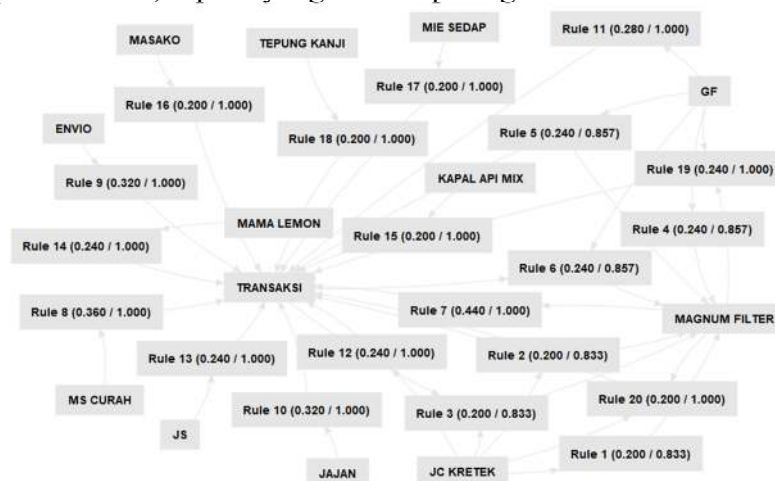 MASAKO
TEPUNG KANJI
MIE SEDAP
Rule 11 (0.280 / 1.000)
Rule 16 (0.200 / 1.000)
Rule 17 (0.200 / 1.000)
GF
ENVIO
Rule 18 (0.200 / 1.000)
Rule 5 (0.240 / 0.857)
Rule 9 (0.320 / 1.000)
KAPAL API MIX
Rule 19 (0.240 / 1.000)
MAMA LEMON
Rule 14 (0.240 / 1.000)
Rule 15 (0.200 / 1.000)
Rule 4 (0.240 / 0.857)
TRANSAKSI
Rule 6 (0.240 / 0.857)
Rule 8 (0.360 / 1.000)
Rule 7 (0.440 / 1.000)
MAGNUM FILTER
Rule 13 (0.240 / 1.000)
Rule 12 (0.240 / 1.000)
Rule 2 (0.200 / 0.833)
MS CURAH
Rule 10 (0.320 / 1.000)
Rule 3 (0.200 / 0.833)
Rule 20 (0.200 / 1.000)
JS
Rule 1 (0.200 / 0.833)
JAJAN
JC KRETEK